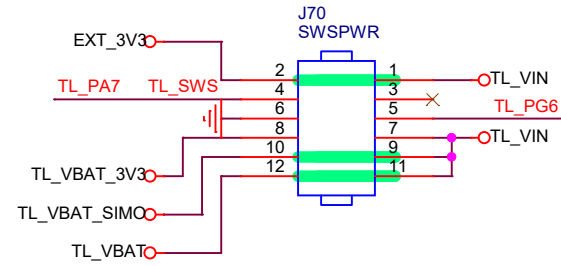 J70
SWSPWR
EXT_3V3
2
1
TL_VIN
TL_PA7
TL_SWS
4
3
6
5
TL_PG6
8
7
TL_VIN
10
9
TL_VBAT_3V3
12
11
TL_VBAT_SIMO
TL_VBAT